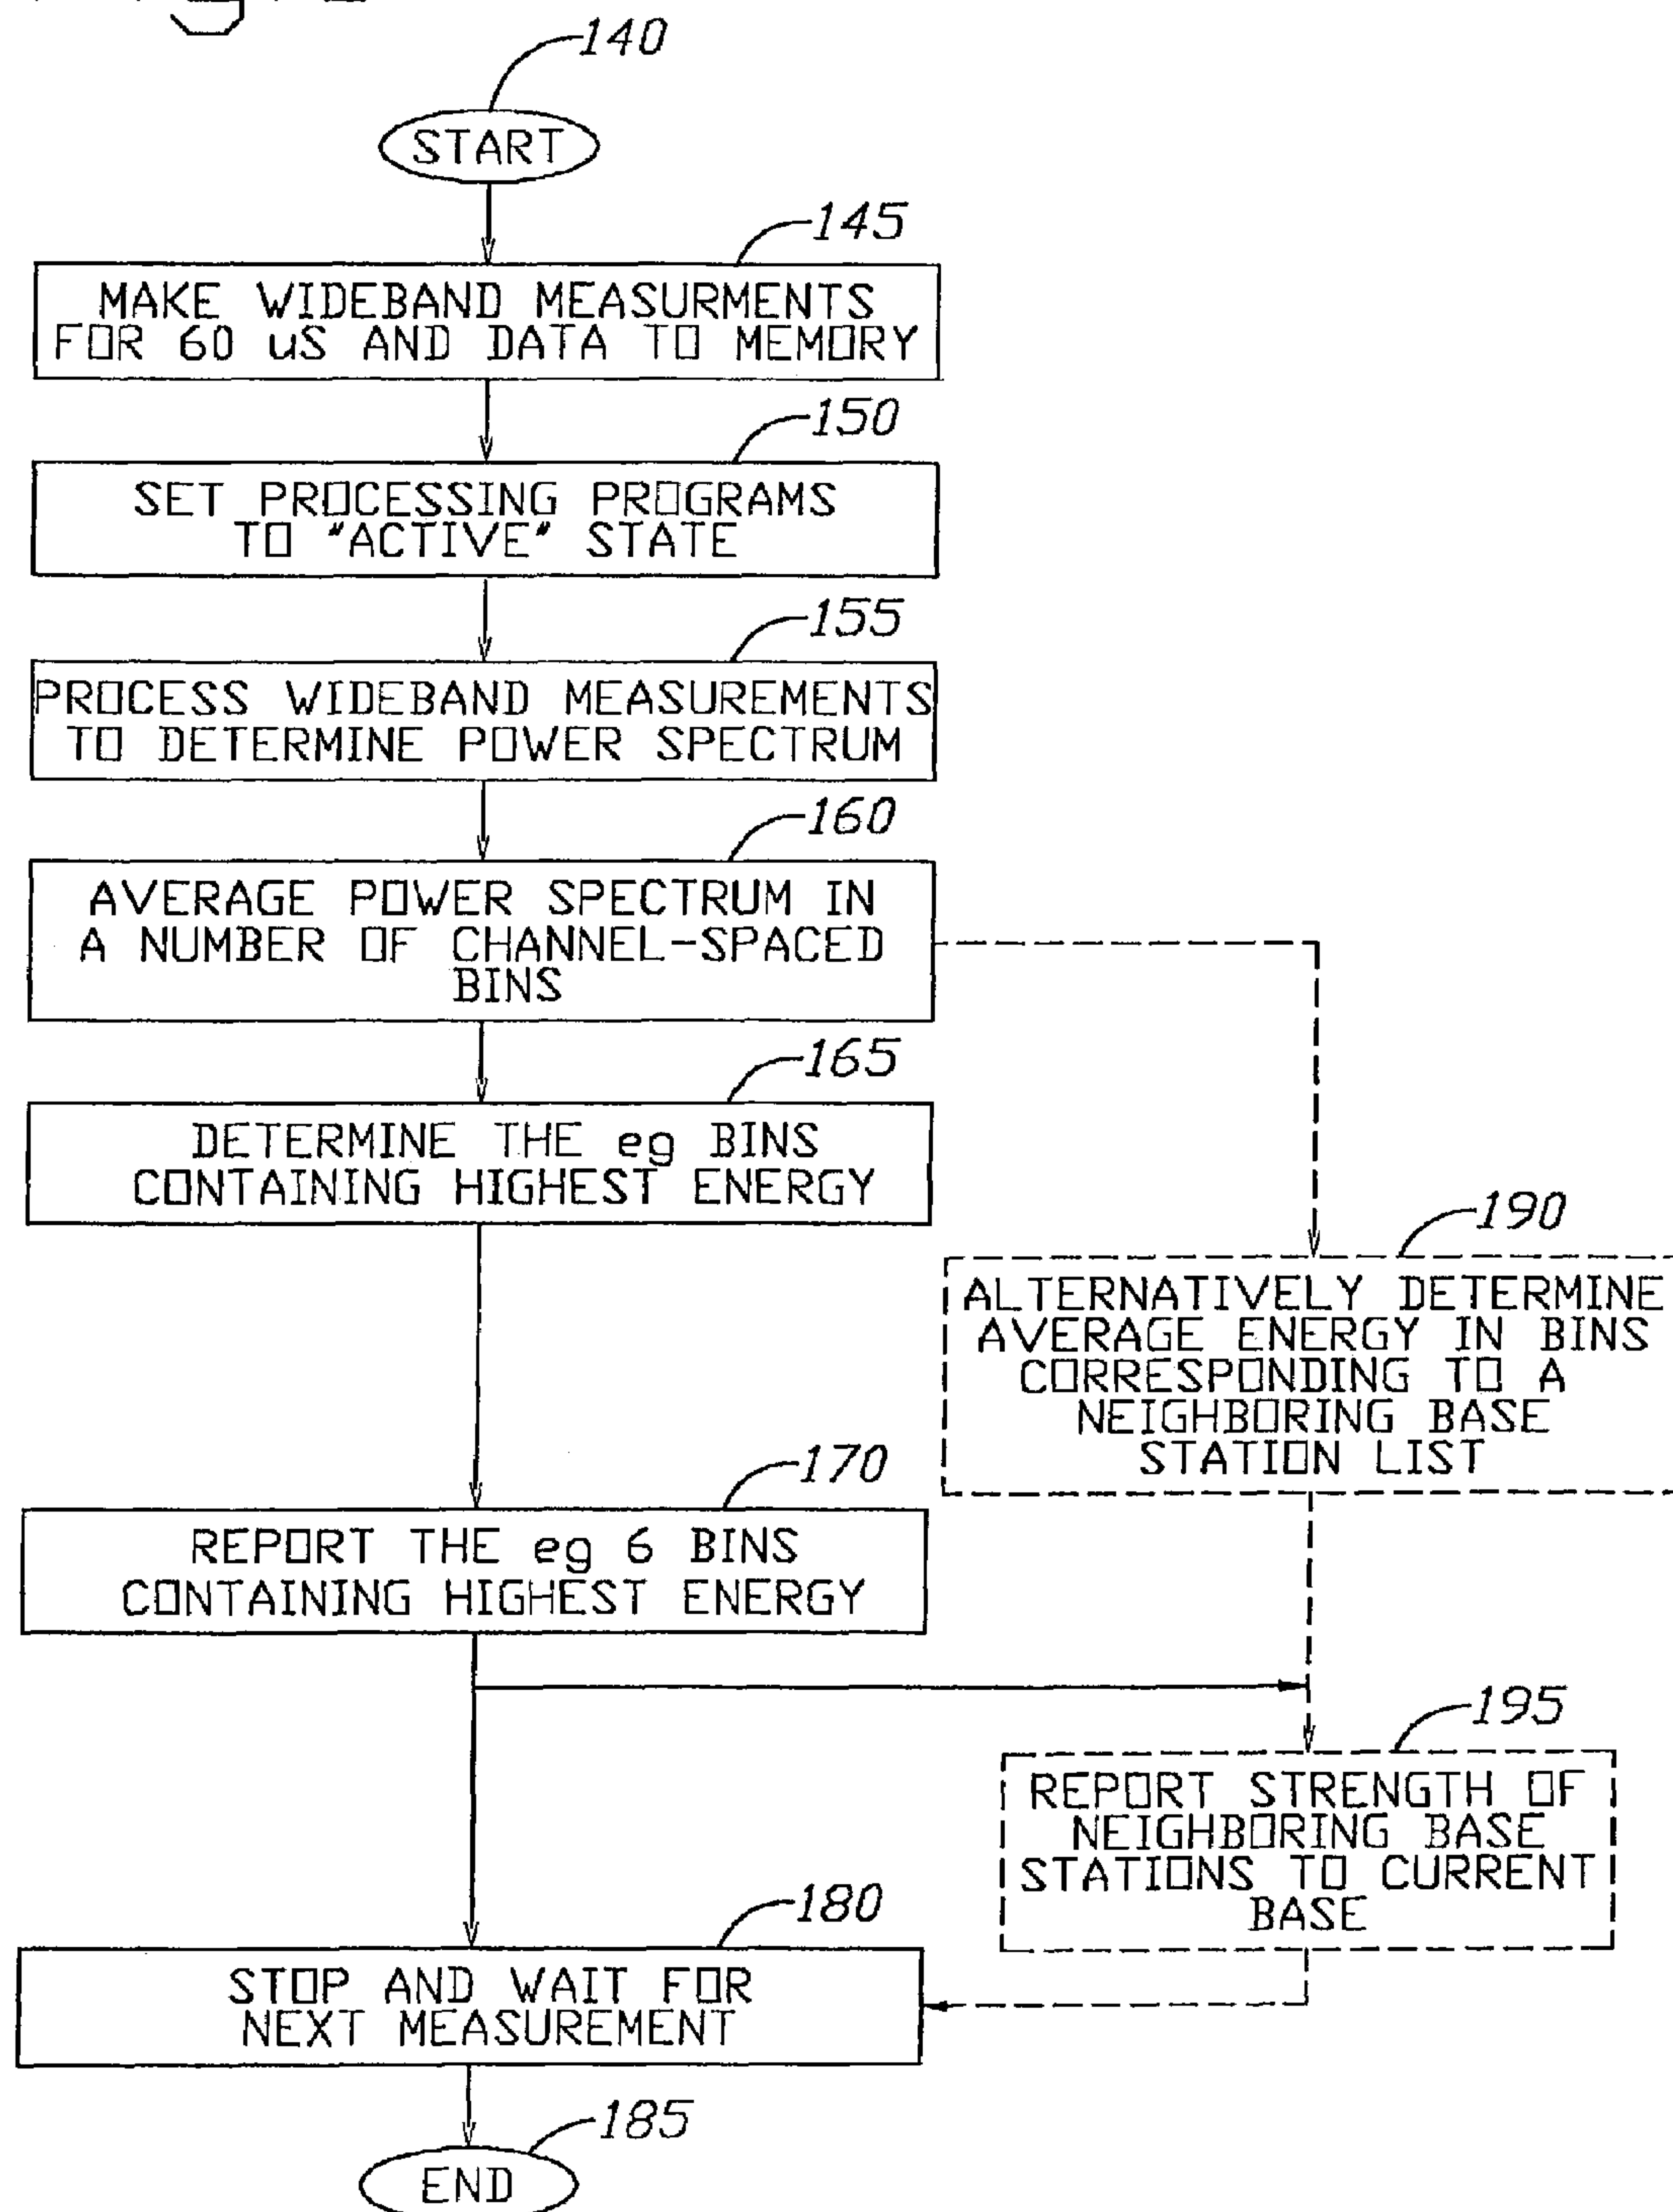 140
START
145
MAKE WIDEBAND MEASURMENTS
FOR 60 uS AND DATA TO MEMORY
150
SET PROCESSING PROGRAMS
TO "ACTIVE" STATE
155
PROCESS WIDEBAND MEASUREMENTS
TO DETERMINE POWER SPECTRUM
160
AVERAGE POWER SPECTRUM IN
A NUMBER OF CHANNEL-SPACED
BINS
165
DETERMINE THE eg BINS
CONTAINING HIGHEST ENERGY
190
ALTERNATIVELY DETERMINE
AVERAGE ENERGY IN BINS
CORRESPONDING TO A
NEIGHBORING BASE
STATION LIST
170
REPORT THE eg 6 BINS
CONTAINING HIGHEST ENERGY
195
REPORT STRENGTH OF
NEIGHBORING BASE
STATIONS TO CURRENT
BASE
180
STOP AND WAIT FOR
NEXT MEASUREMENT
185
END